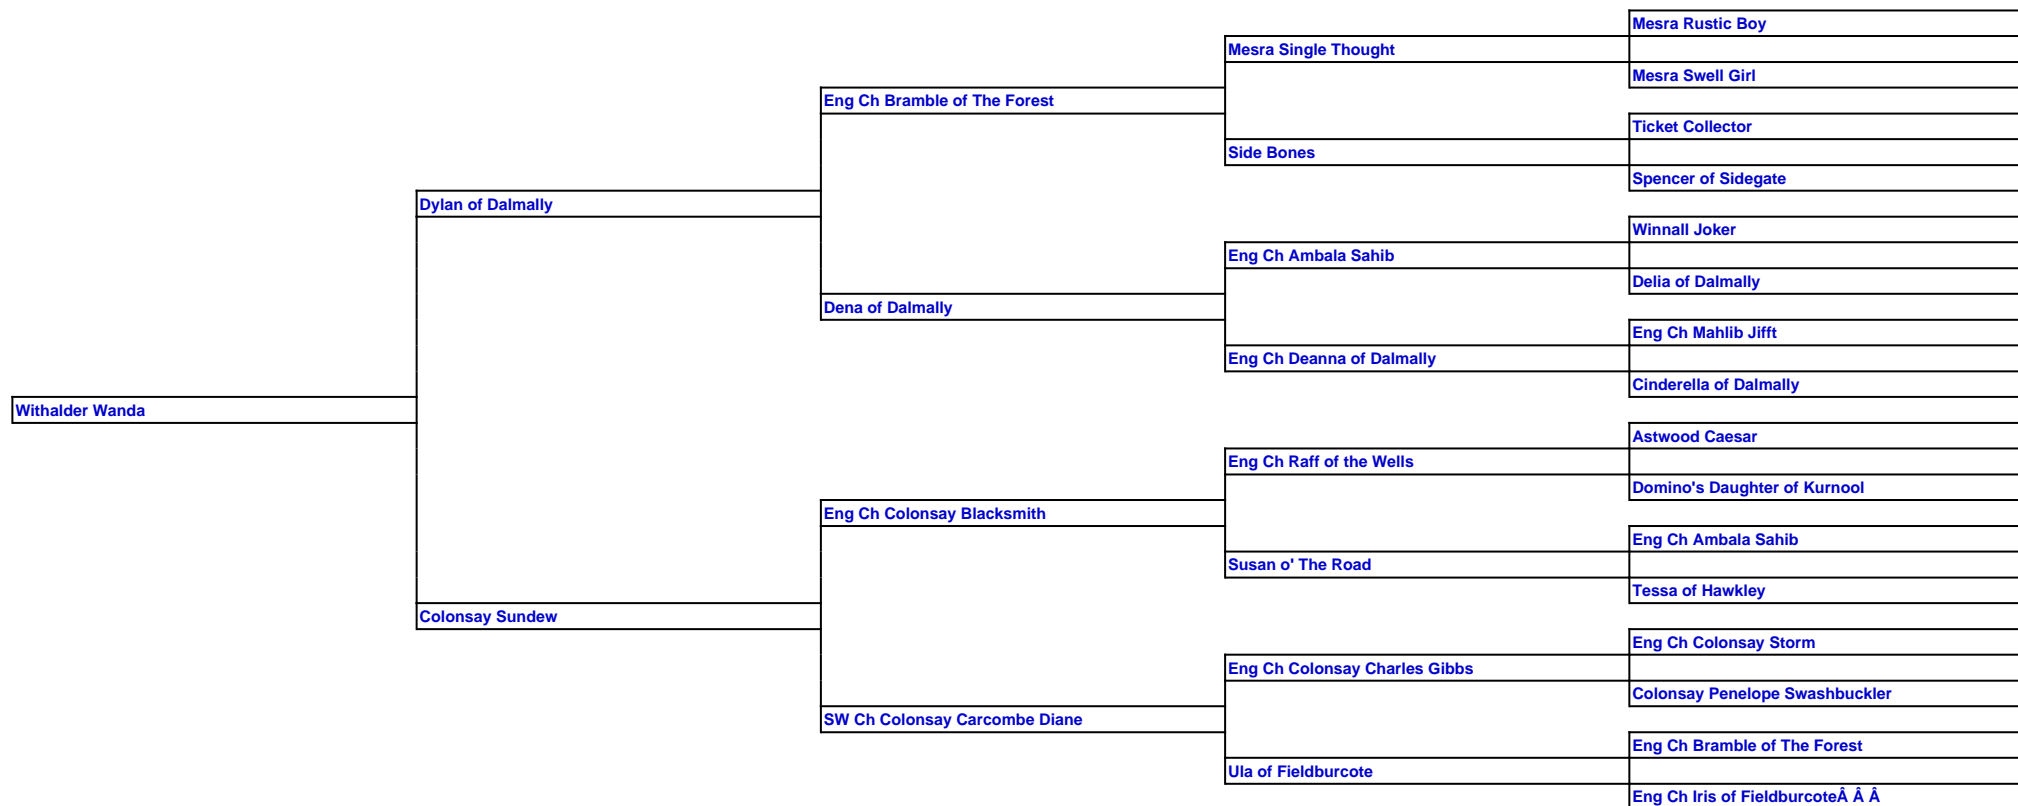 Mesra Rustic Boy
Mesra Single Thought
Mesra Swell Girl
Eng Ch Bramble of The Forest
Ticket Collector
Side Bones
Spencer of Sidegate
Dylan of Dalmally
Winnall Joker
Eng Ch Ambala Sahib
Delia of Dalmally
Dena of Dalmally
Eng Ch Mahlib Jifft
Eng Ch Deanna of Dalmally
Cinderella of Dalmally
Withalder Wanda
Astwood Caesar
Eng Ch Raff of the Wells
Domino's Daughter of Kurnool
Eng Ch Colonsay Blacksmith
Eng Ch Ambala Sahib
Susan o' The Road
Tessa of Hawkley
Colonsay Sundew
Eng Ch Colonsay Storm
Eng Ch Colonsay Charles Gibbs
Colonsay Penelope Swashbuckler
SW Ch Colonsay Carcombe Diane
Eng Ch Bramble of The Forest
Ula of Fieldburcote
Eng Ch Iris of FieldburcoteÂ Â Â